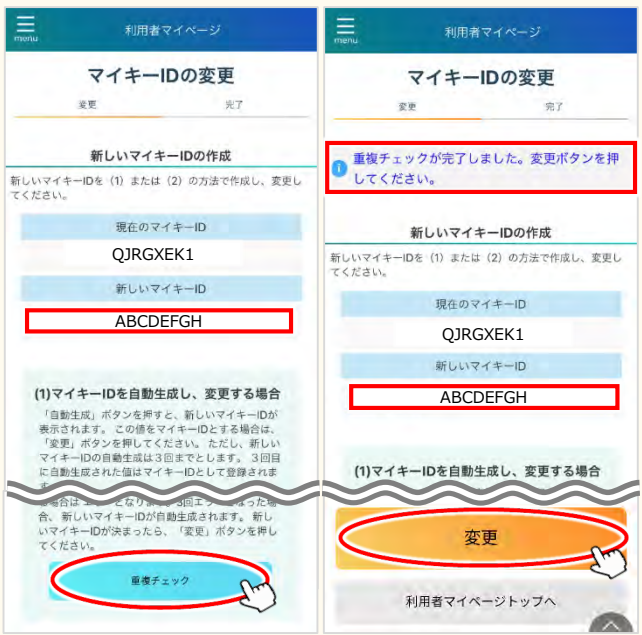 menu
利用者マイページ
マイキーIDの変更
変更
完了
新しいマイキーIDの作成
新しいマイキーIDを（1）または（2）の方法で作成し、変更し
てください。
現在のマイキーID
QJRGXEK1
新しいマイキーID
ABCDEFGH
(1)マイキーIDを自動生成し、変更する場合
「自動生成」ボタンを押すと、新しいマイキーIDが
表示されます。 この値をマイキーIDとする場合は、
「変更」ボタンを押してください。 ただし、新しい
マイキーIDの自動生成は３回までとします。 ３回目
に自動生成された値はマイキーIDとして登録されま
場合は
となり
3回エラ
た場
合、 新しいマイキーIDが自動生成されます。 新し
いマイキーIDが決まったら、「変更」ボタンを押し
てください。
重複チェック
menu
利用者マイページ
マイキーIDの変更
変更
完了
重複チェックが完了しました。変更ボタンを押
してください。
新しいマイキーIDの作成
新しいマイキーIDを（1）または（2）の方法で作成し、変更し
てください。
現在のマイキーID
QJRGXEK1
新しいマイキーID
ABCDEFGH
(1)マイキーIDを自動生成し、変更する場合
変更
利用者マイページトップへ